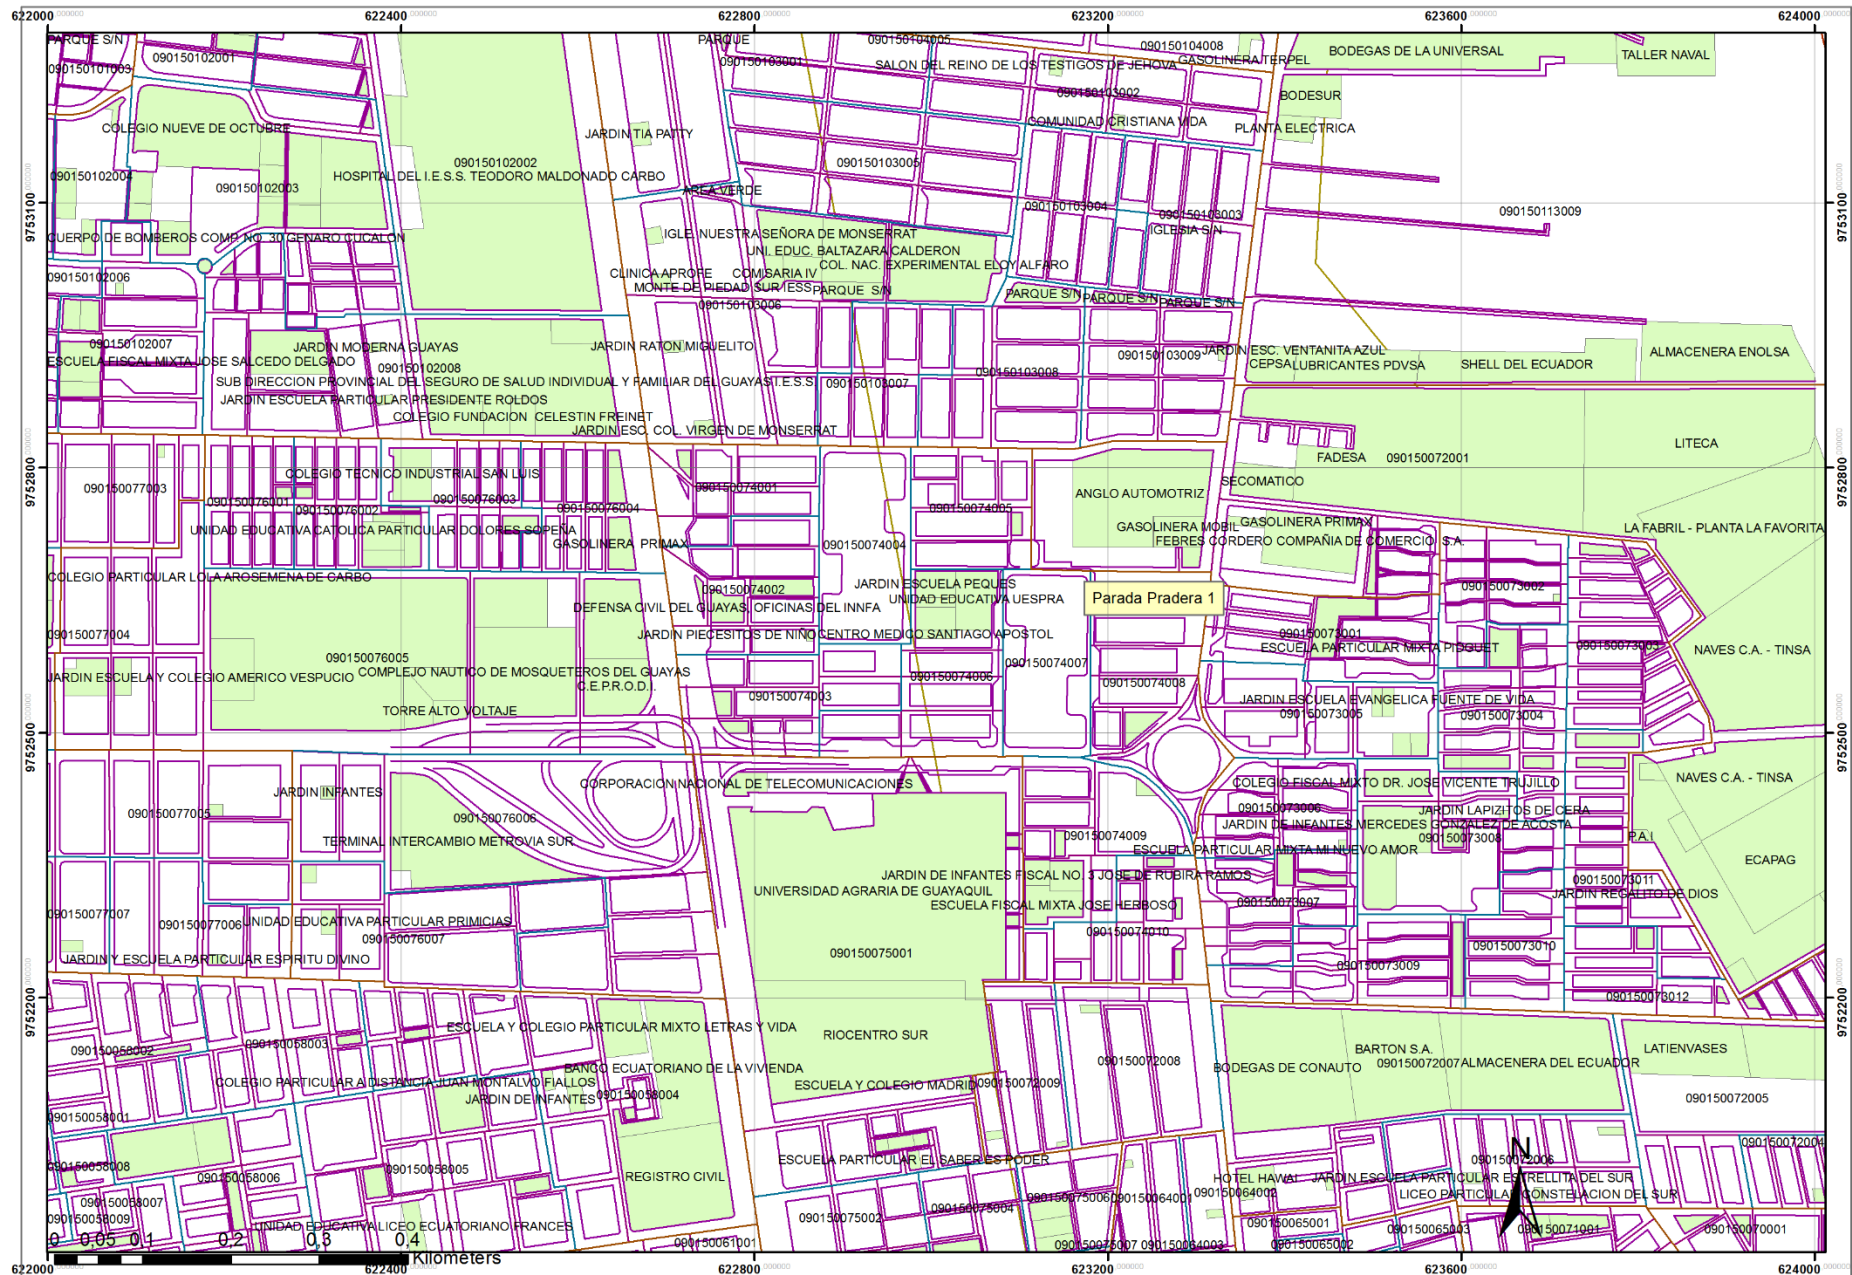 622000 622400 622800 623200 623600 624000
PARQUE S/N
PARQUE
090150104005
090150104008
BODEGAS DE LA UNIVERSAL
TALLER NAVAL
090150101003
090150102001
090150103001
SALON DEL REINO DE LOS TESTIGOS DE JEHOVA
GASOLINERA TERPEL
090150103002
BODESUR
COLEGIO NUEVE DE OCTUBRE
JARDIN TIA PATTY
COMUNIDAD CRISTIANA VIDA
PLANTA ELECTRICA
090150102002
090150103005
090150102004
090150102003
HOSPITAL DEL I.E.S.S. TEODORO MALDONADO CARBO
AREA VERDE
9753100
090150103004
090150103003
090150113009
9753100
CUERPO DE BOMBEROS COMP. NO. 30 GENARO CUCALON
IGLE. NUESTRA SEÑORA DE MONSERRAT
IGLESIA S/N
UNI. EDUC. BALTAZARA CALDERON
COL. NAC. EXPERIMENTAL ELOY ALFARO
090150102006
CLINICA APROFE
COMISARIA IV
MONTE DE PIEDAD SUR IESS
PARQUE S/N
PARQUE S/N
PARQUE S/N
PARQUE S/N
090150103006
090150102007
JARDIN MODERNA GUAYAS
JARDIN RATON MIGUELITO
090150103009
JARDIN ESC. VENTANITA AZUL
ALMACENERA ENOLSA
ESCUELA FISCAL MIXTA JOSE SALCEDO DELGADO
090150102008
090150103008
CEPSA
LUBRICANTES PDVSA
SHELL DEL ECUADOR
SUB DIRECCION PROVINCIAL DEL SEGURO DE SALUD INDIVIDUAL Y FAMILIAR DEL GUAYAS I.E.S.S.
090150103007
JARDIN ESCUELA PARTICULAR PRESIDENTE ROLDOS
COLEGIO FUNDACION CELESTIN FREINET
JARDIN ESC. COL. VIRGEN DE MONSERRAT
LITECA
FADESA
090150072001
9752800
COLEGIO TECNICO INDUSTRIAL SAN LUIS
9752800
090150077003
090150074001
ANGLO AUTOMOTRIZ
SECOMATICO
090150076001
090150076002
090150076003
090150076004
090150074005
UNIDAD EDUCATIVA CATOLICA PARTICULAR DOLORES SOPEÑA
GASOLINERA MOBIL
GASOLINERA PRIMAX
LA FABRIL - PLANTA LA FAVORITA
GASOLINERA PRIMAX
090150074004
FEBRES CORDERO COMPAÑIA DE COMERCIO S.A.
COLEGIO PARTICULAR LOLA AROSEMENA DE CARBO
090150074002
JARDIN ESCUELA PEQUES
090150073002
UNIDAD EDUCATIVA UESPRA
Parada Pradera 1
DEFENSA CIVIL DEL GUAYAS, OFICINAS DEL INNFA
090150077004
JARDIN PIECESITOS DE NIÑO
CENTRO MEDICO SANTIAGO APOSTOL
090150073001
090150076005
090150074007
ESCUELA PARTICULAR MIXTA PIDGUET
090150073003
NAVES C.A. - TINSA
JARDIN ESCUELA Y COLEGIO AMERICO VESPUCIO
COMPLEJO NAUTICO DE MOSQUETEROS DEL GUAYAS
C.E.P.R.O.D.I.
090150074006
090150074008
TORRE ALTO VOLTAJE
090150074003
JARDIN ESCUELA EVANGELICA FUENTE DE VIDA
090150073005
090150073004
9752500
9752500
JARDIN INFANTES
CORPORACION NACIONAL DE TELECOMUNICACIONES
COLEGIO FISCAL MIXTO DR. JOSE VICENTE TRUJILLO
NAVES C.A. - TINSA
090150077005
090150076006
090150073006
JARDIN LAPIZITOS DE CERA
TERMINAL INTERCAMBIO METROVIA SUR
090150074009
JARDIN DE INFANTES MERCEDES GONZALEZ DE ACOSTA
090150073008
P.A.I
ESCUELA PARTICULAR MIXTA MI NUEVO AMOR
ECAPAG
JARDIN DE INFANTES FISCAL NO. 3 JOSE DE RUBIRA RAMOS
090150073011
UNIVERSIDAD AGRARIA DE GUAYAQUIL
JARDIN REGALITO DE DIOS
090150077007
090150077006
UNIDAD EDUCATIVA PARTICULAR PRIMICIAS
ESCUELA FISCAL MIXTA JOSE HERBOSO
090150073007
090150076007
090150074010
090150073010
JARDIN Y ESCUELA PARTICULAR ESPIRITU DIVINO
090150075001
090150073009
9752200
090150073012
9752200
ESCUELA Y COLEGIO PARTICULAR MIXTO LETRAS Y VIDA
RIOCENTRO SUR
090150058002
090150058003
090150072008
BARTON S.A.
LATIENVASES
BANCO ECUATORIANO DE LA VIVIENDA
BODEGAS DE CONAUTO
090150072007
ALMACENERA DEL ECUADOR
COLEGIO PARTICULAR A DISTANCIA JUAN MONTALVO FIALLOS
ESCUELA Y COLEGIO MADRID
090150072009
JARDIN DE INFANTES
090150058004
090150072005
090150058001
N
090150072004
090150058008
090150058005
ESCUELA PARTICULAR EL SABER ES PODER
090150072006
090150058006
REGISTRO CIVIL
HOTEL HAWAI
JARDIN ESCUELA PARTICULAR ESTRELLITA DEL SUR
090150058007
090150075006
090150064001
090150064002
LICEO PARTICULAR CONSTELACION DEL SUR
090150058009
UNIDAD EDUCATIVA LICEO ECUATORIANO FRANCES
090150075002
090150075004
090150065001
090150065003
090150071001
090150070001
0 0,05 0,1 0,2 0,3 0,4
Kilometers
090150061001
090150075007
090150064003
090150065002
622000 622400 622800 623200 623600 624000